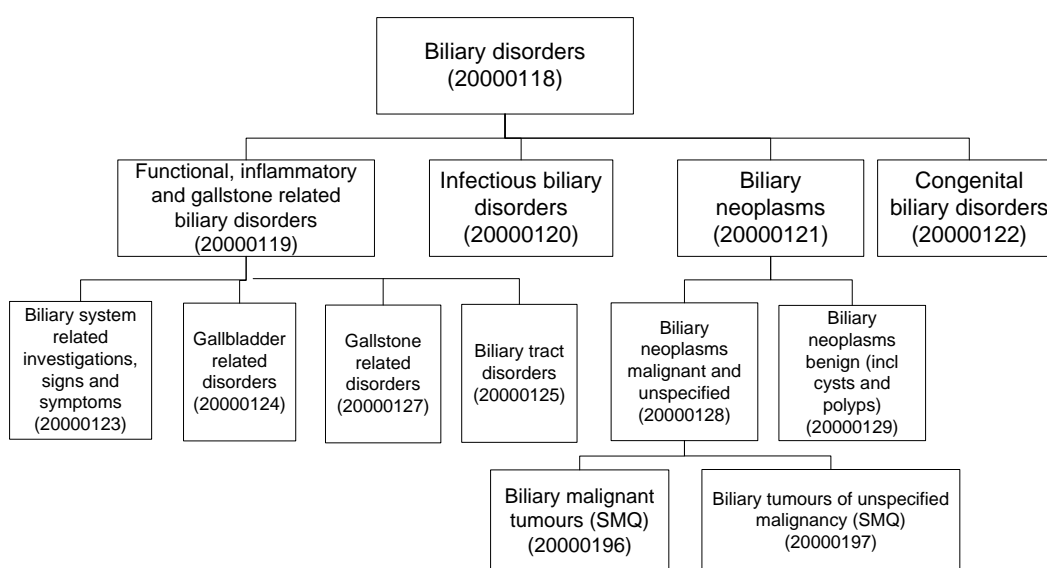 Biliary disorders
(20000118)
Functional, inflammatory
and gallstone related
biliary disorders
(20000119)
Infectious biliary
disorders
(20000120)
Biliary
neoplasms
(20000121)
Congenital
biliary disorders
(20000122)
Biliary system
related
investigations,
signs and
symptoms
(20000123)
Gallbladder
related
disorders
(20000124)
Gallstone
related
disorders
(20000127)
Biliary tract
disorders
(20000125)
Biliary
neoplasms
malignant and
unspecified
(20000128)
Biliary
neoplasms
benign (incl
cysts and
polyps)
(20000129)
Biliary malignant
tumours (SMQ)
(20000196)
Biliary tumours of unspecified
malignancy (SMQ)
(20000197)